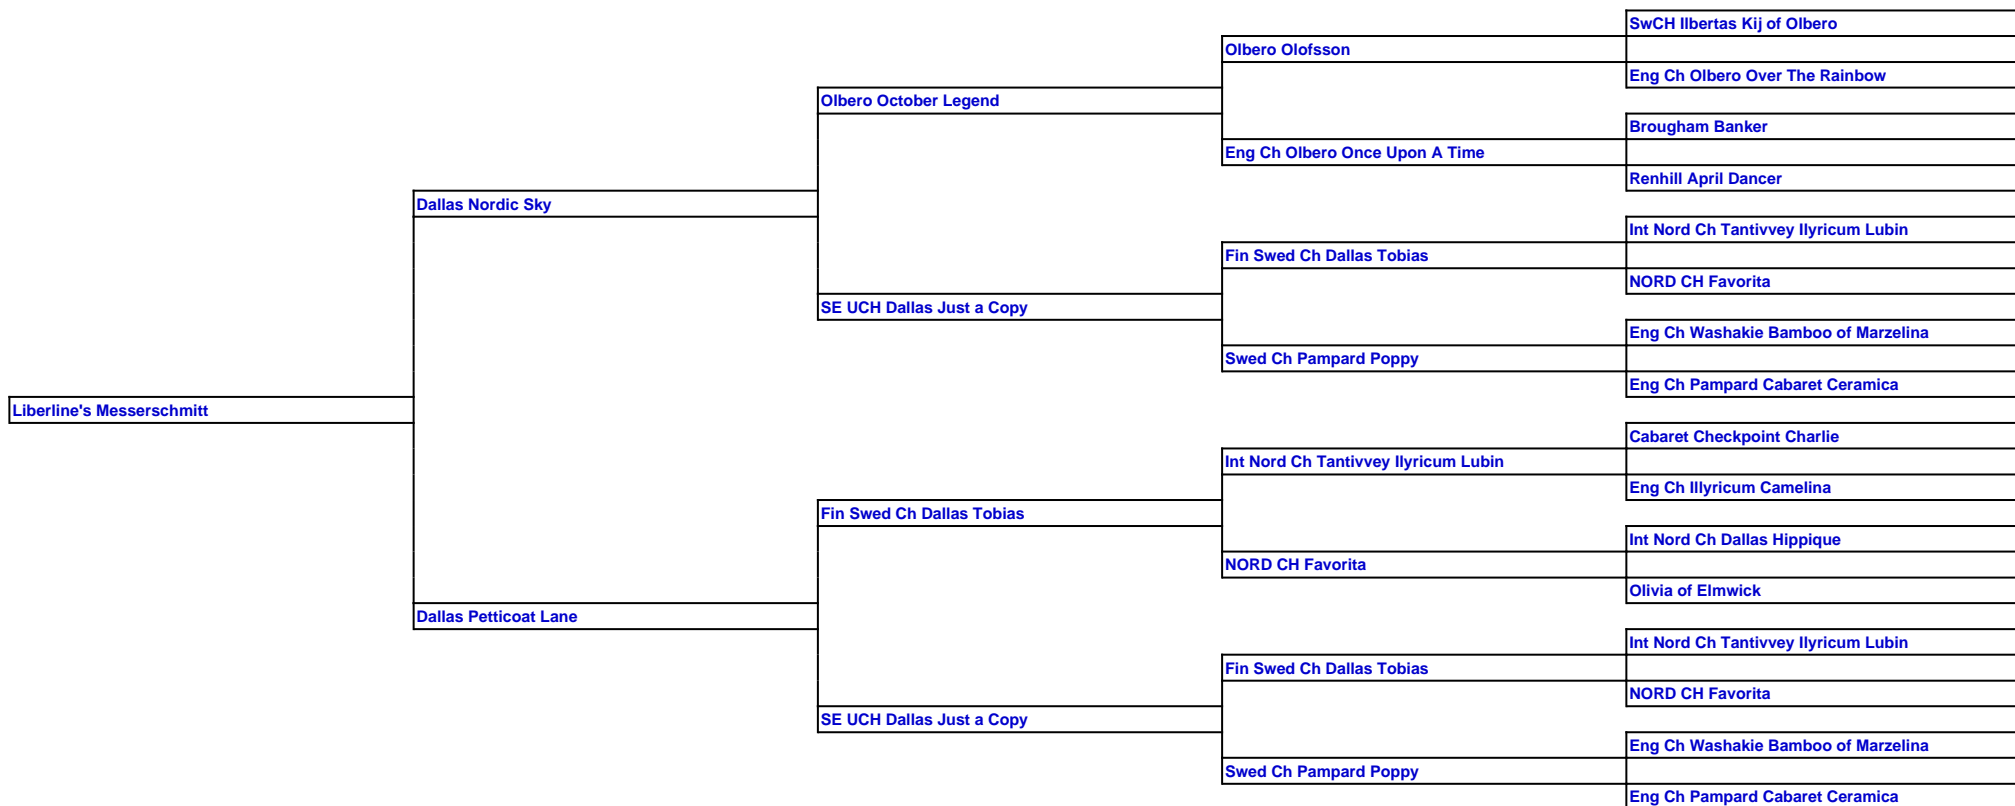 SwCH Ilbertas Kij of Olbero
Olbero Olofsson
Eng Ch Olbero Over The Rainbow
Olbero October Legend
Brougham Banker
Eng Ch Olbero Once Upon A Time
Renhill April Dancer
Dallas Nordic Sky
Int Nord Ch Tantivvey Ilyricum Lubin
Fin Swed Ch Dallas Tobias
NORD CH Favorita
SE UCH Dallas Just a Copy
Eng Ch Washakie Bamboo of Marzelina
Swed Ch Pampard Poppy
Eng Ch Pampard Cabaret Ceramica
Liberline's Messerschmitt
Cabaret Checkpoint Charlie
Int Nord Ch Tantivvey Ilyricum Lubin
Eng Ch Illyricum Camelina
Fin Swed Ch Dallas Tobias
Int Nord Ch Dallas Hippique
NORD CH Favorita
Olivia of Elmwick
Dallas Petticoat Lane
Int Nord Ch Tantivvey Ilyricum Lubin
Fin Swed Ch Dallas Tobias
NORD CH Favorita
SE UCH Dallas Just a Copy
Eng Ch Washakie Bamboo of Marzelina
Swed Ch Pampard Poppy
Eng Ch Pampard Cabaret Ceramica